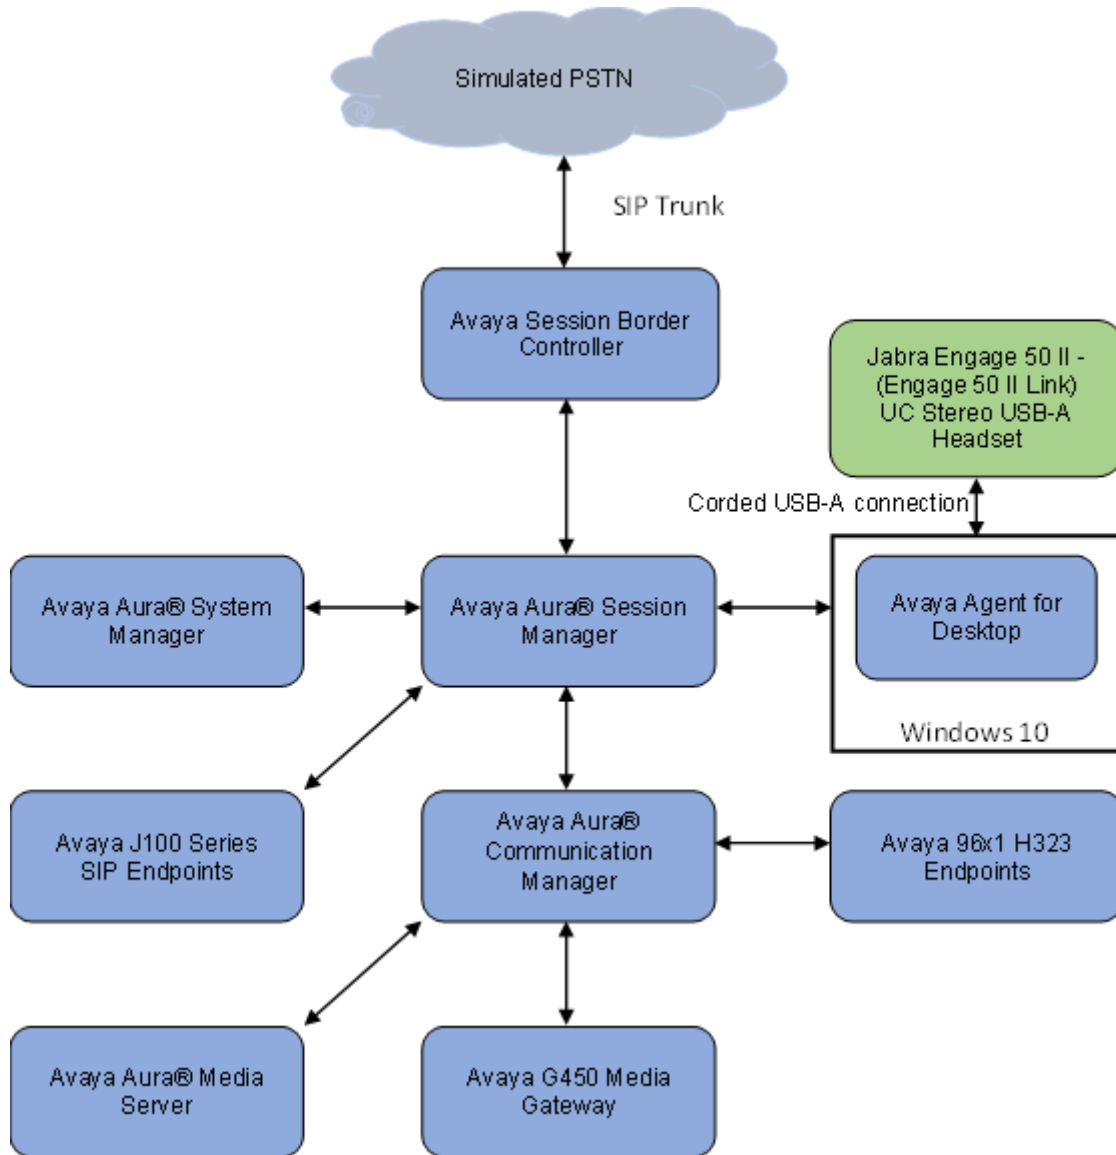 Simulated PSTN
SIP Trunk
Avaya Session Border
Controller
Jabra Engage 50 II -
(Engage 50 II Link)
UC Stereo USB-A
Headset
Corded USB-A connection
Avaya Aura® System
Manager
Avaya Aura® Session
Manager
Avaya Agent for
Desktop
Windows 10
Avaya J100 Series
SIP Endpoints
Avaya Aura®
Communication
Manager
Avaya 96x1 H323
Endpoints
Avaya Aura® Media
Server
Avaya G450 Media
Gateway